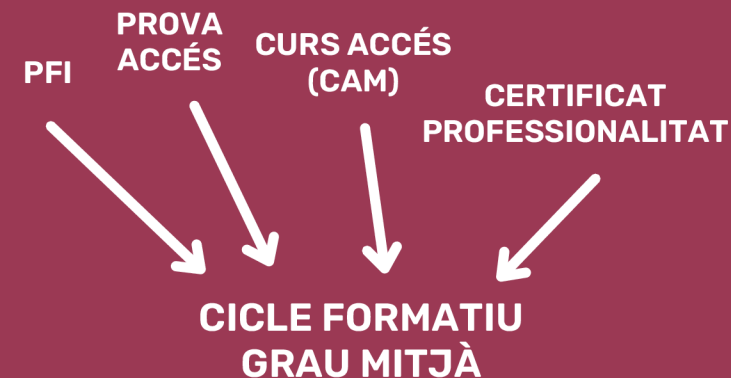 PFI
PROVA
ACCÉS
CURS ACCÉS
(CAM)
CERTIFICAT
PROFESSIONALITAT
CICLE FORMATIU
GRAU MITJÀ